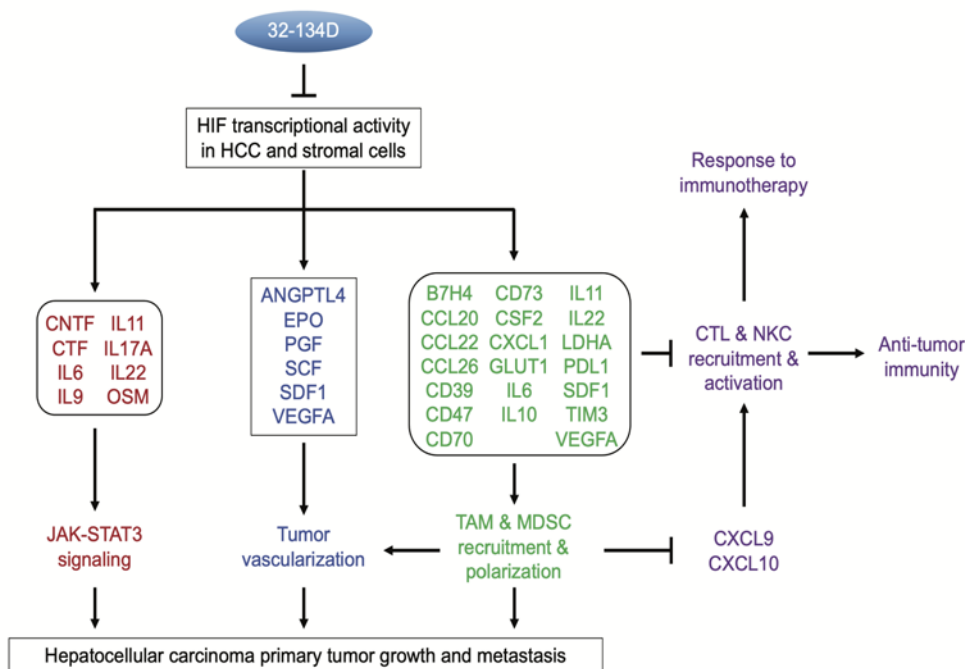 32-134D
HIF transcriptional activity
in HCC and stromal cells
Response to
immunotherapy
CNTF IL11
CTF IL17A
IL6 IL22
IL9 OSM
ANGPTL4
EPO
PGF
SCF
SDF1
VEGFA
B7H4 CD73 IL11
CCL20 CSF2 IL22
CCL22 CXCL1 LDHA
CCL26 GLUT1 PDL1
CD39 IL6 SDF1
CD47 IL10 TIM3
CD70 VEGFA
CTL & NKC
recruitment &
activation
Anti-tumor
immunity
JAK-STAT3
signaling
Tumor
vascularization
TAM & MDSC
recruitment &
polarization
CXCL9
CXCL10
Hepatocellular carcinoma primary tumor growth and metastasis